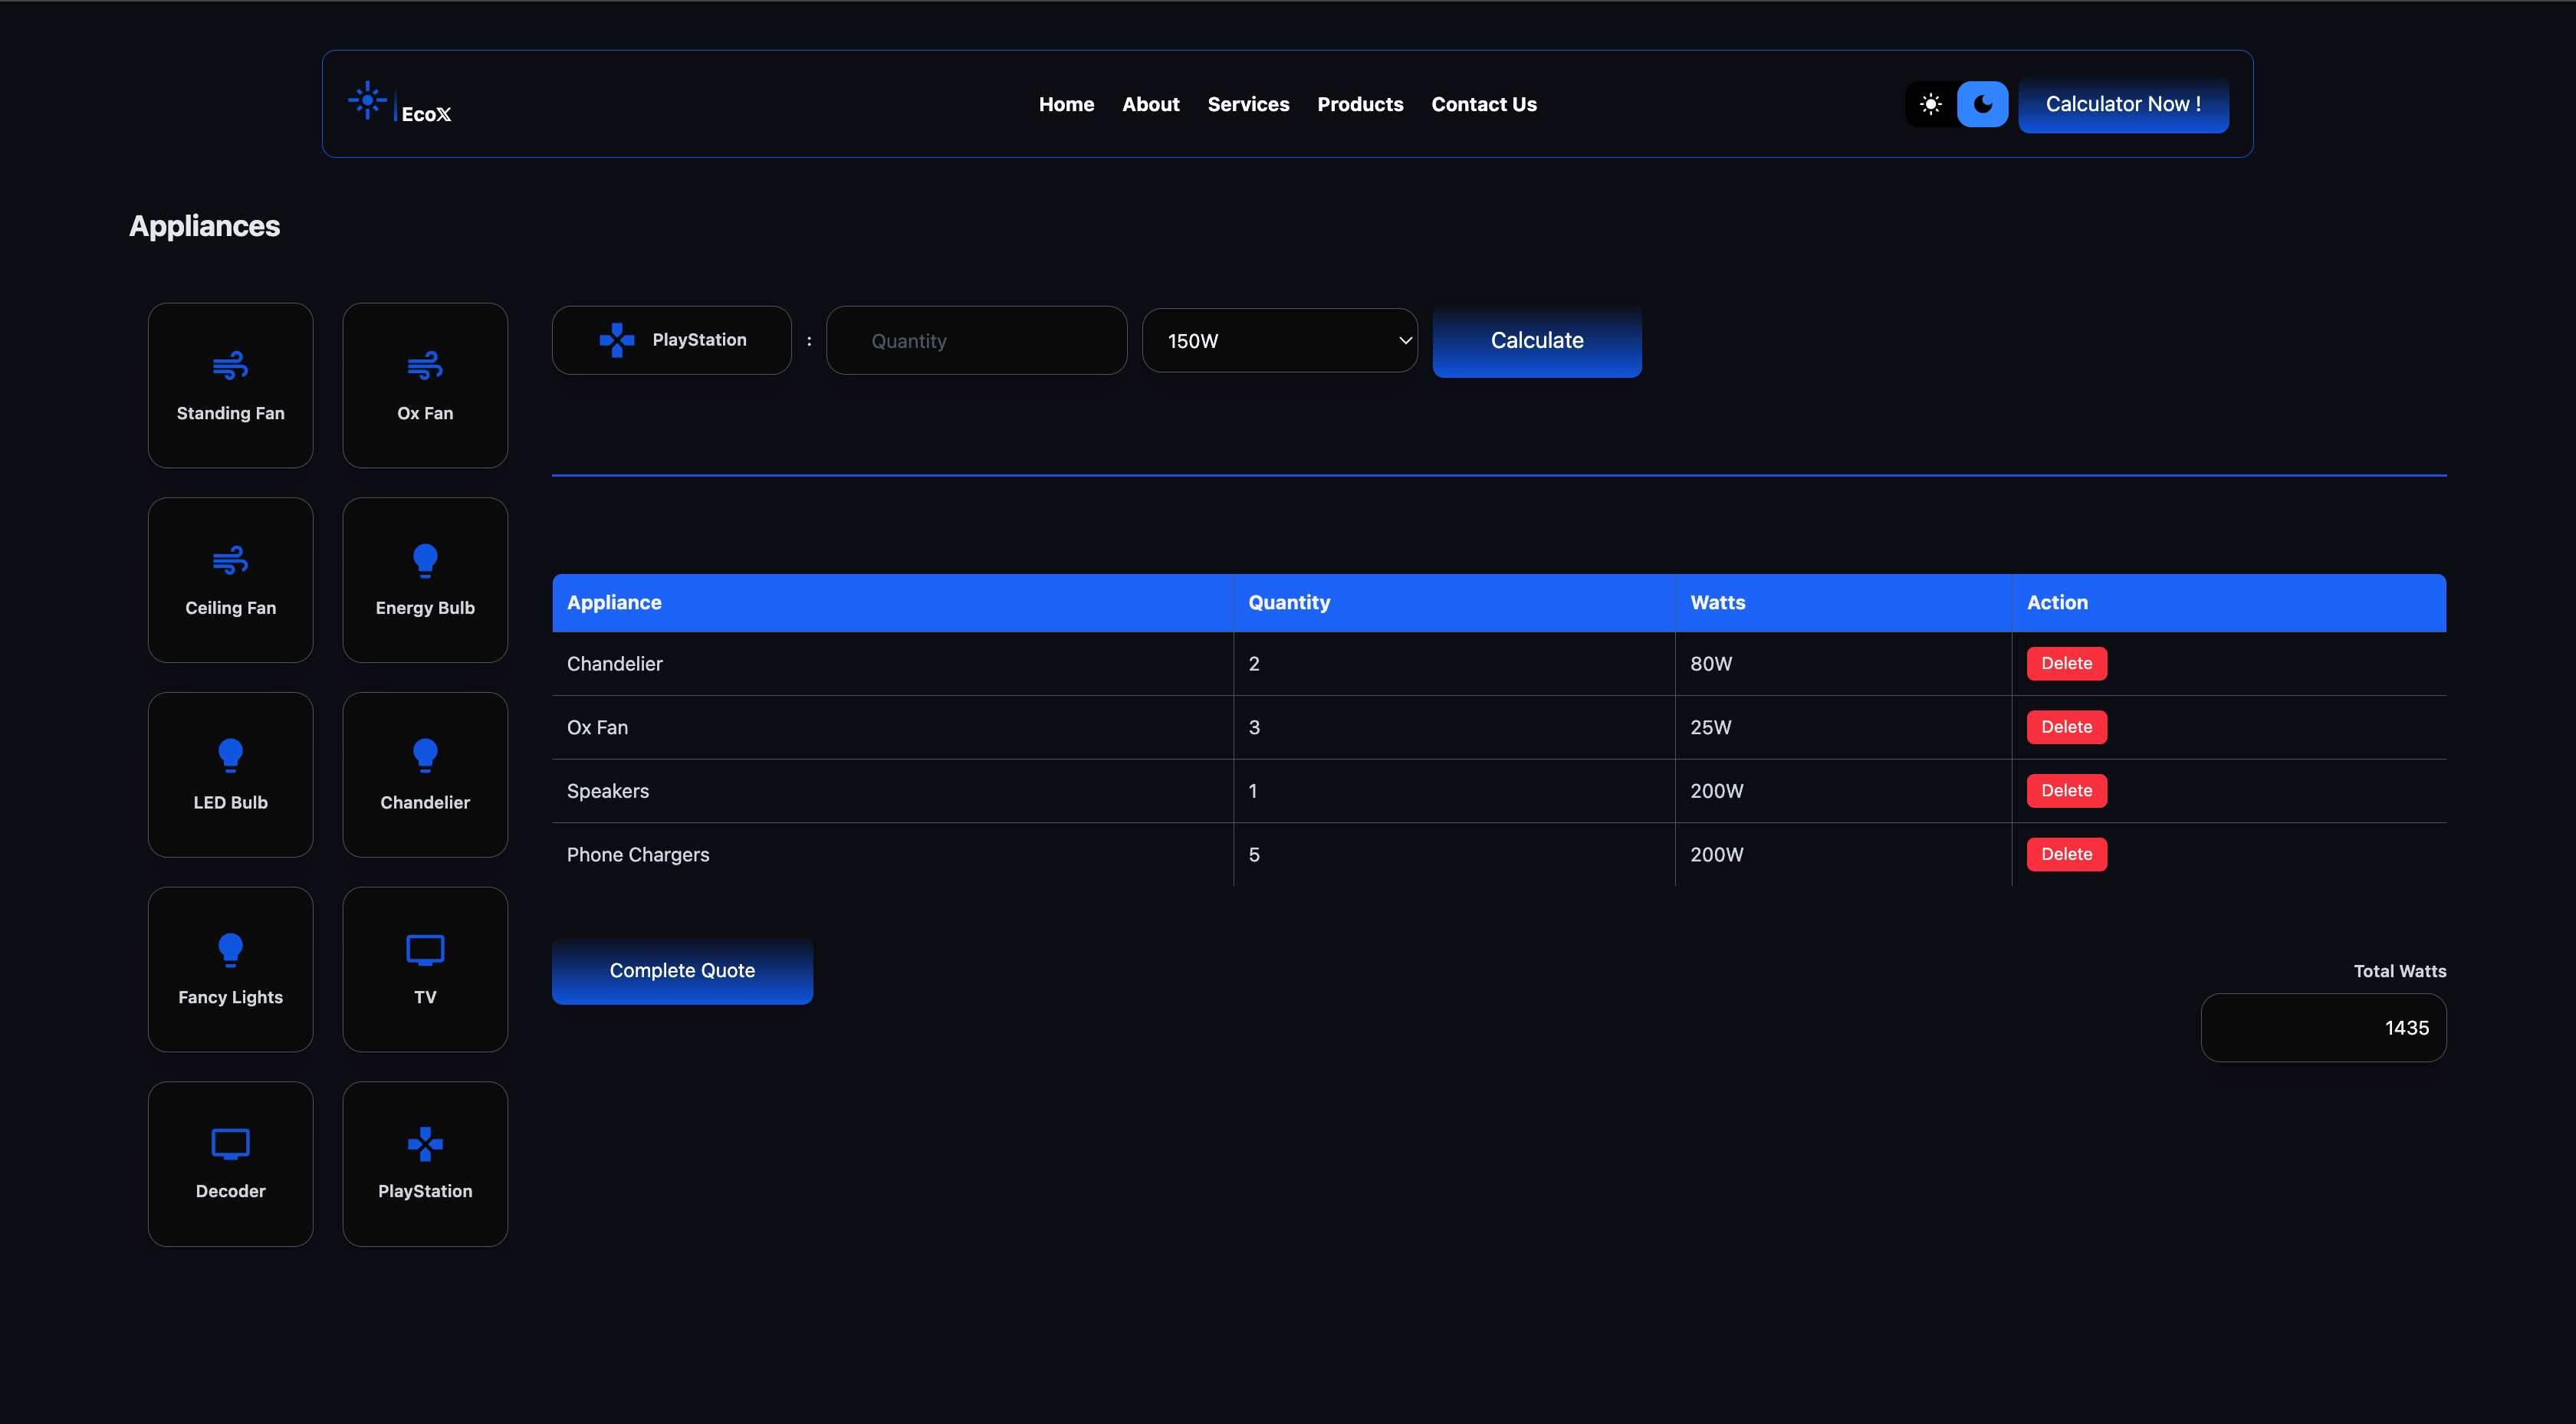 EcoX
Home About Services Products Contact Us
Calculator Now !
Appliances
Standing Fan
Ox Fan
Ceiling Fan
Energy Bulb
LED Bulb
Chandelier
Fancy Lights
TV
Decoder
PlayStation
PlayStation : Quantity 150W Calculate
Appliance Quantity Watts Action
Chandelier 2 80W Delete
Ox Fan 3 25W Delete
Speakers 1 200W Delete
Phone Chargers 5 200W Delete
Complete Quote
Total Watts
1435